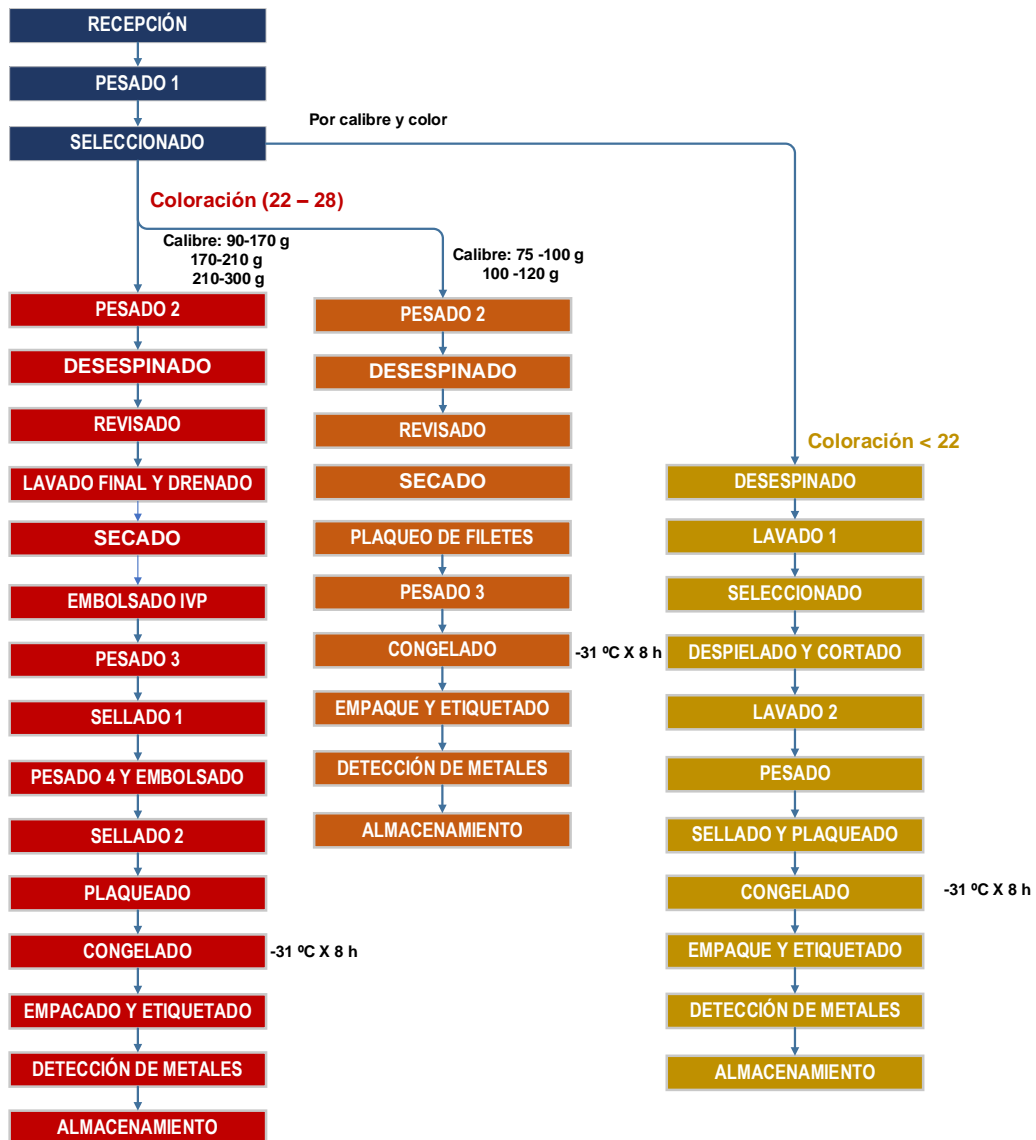 RECEPCIÓN
PESADO 1
SELECCIONADO
Por calibre y color
Coloración (22 – 28)
Calibre: 90-170 g
170-210 g
210-300 g
PESADO 2
DESESPINADO
REVISADO
LAVADO FINAL Y DRENADO
SECADO
EMBOLSADO IVP
PESADO 3
SELLADO 1
PESADO 4 Y EMBOLSADO
SELLADO 2
PLAQUEADO
CONGELADO
-31 ºC X 8 h
EMPACADO Y ETIQUETADO
DETECCIÓN DE METALES
ALMACENAMIENTO
Calibre: 75 -100 g
100 -120 g
PESADO 2
DESESPINADO
REVISADO
SECADO
PLAQUEO DE FILETES
PESADO 3
CONGELADO
-31 ºC X 8 h
EMPAQUE Y ETIQUETADO
DETECCIÓN DE METALES
ALMACENAMIENTO
Coloración < 22
DESESPINADO
LAVADO 1
SELECCIONADO
DESPIELADO Y CORTADO
LAVADO 2
PESADO
SELLADO Y PLAQUEADO
CONGELADO
-31 ºC X 8 h
EMPAQUE Y ETIQUETADO
DETECCIÓN DE METALES
ALMACENAMIENTO